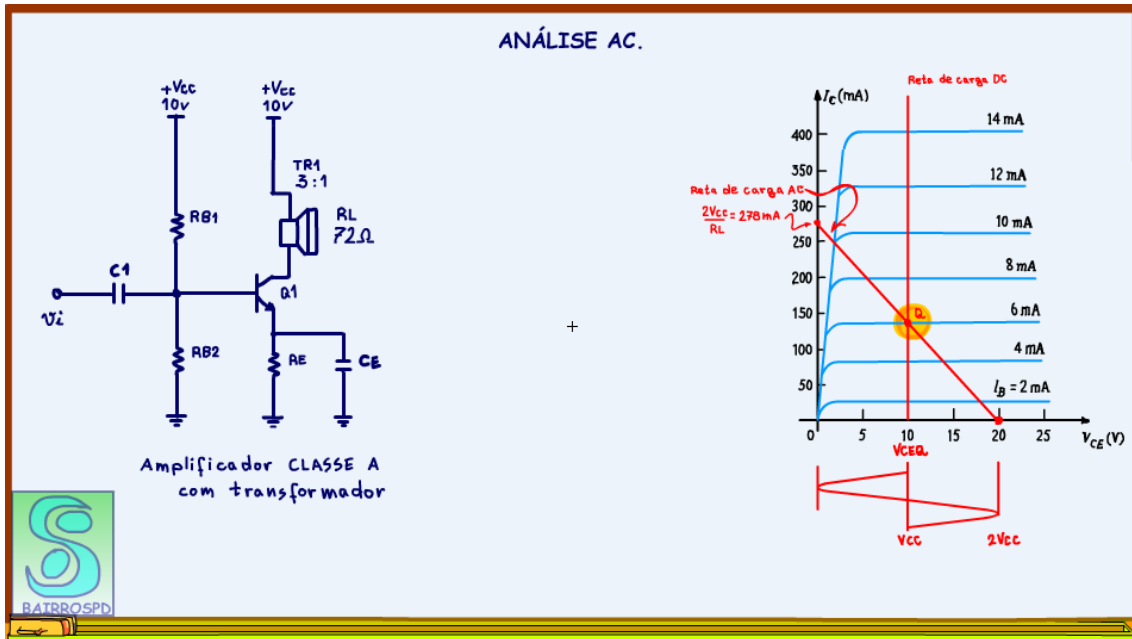 ANÁLISE AC.
+Vcc
10v
+Vcc
10v
TR1
3:1
RL
72Ω
RB1
C1
Q1
Vi
RB2
RE
CE
Amplificador CLASSE A
com transformador
BAIRROSPD
Reta de carga DC
I_C (mA)
400
350
300
250
200
150
100
50
0
14 mA
12 mA
10 mA
8 mA
6 mA
4 mA
I_B = 2 mA
Reta de carga AC
2Vcc/RL = 278mA
Q
5
10
15
20
25
V_CE (V)
VCEQ
VCC
2VCC